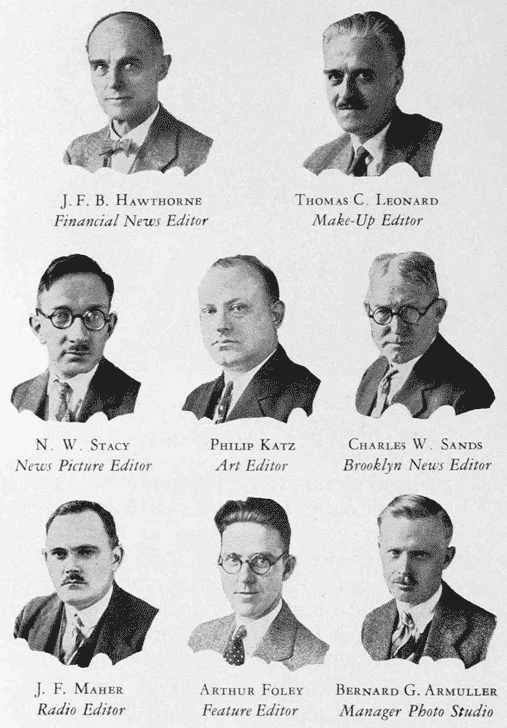 J. F. B. HAWTHORNE
Financial News Editor
THOMAS C. LEONARD
Make-Up Editor
N. W. STACY
News Picture Editor
PHILIP KATZ
Art Editor
CHARLES W. SANDS
Brooklyn News Editor
J. F. MAHER
Radio Editor
ARTHUR FOLEY
Feature Editor
BERNARD G. ARMULLER
Manager Photo Studio